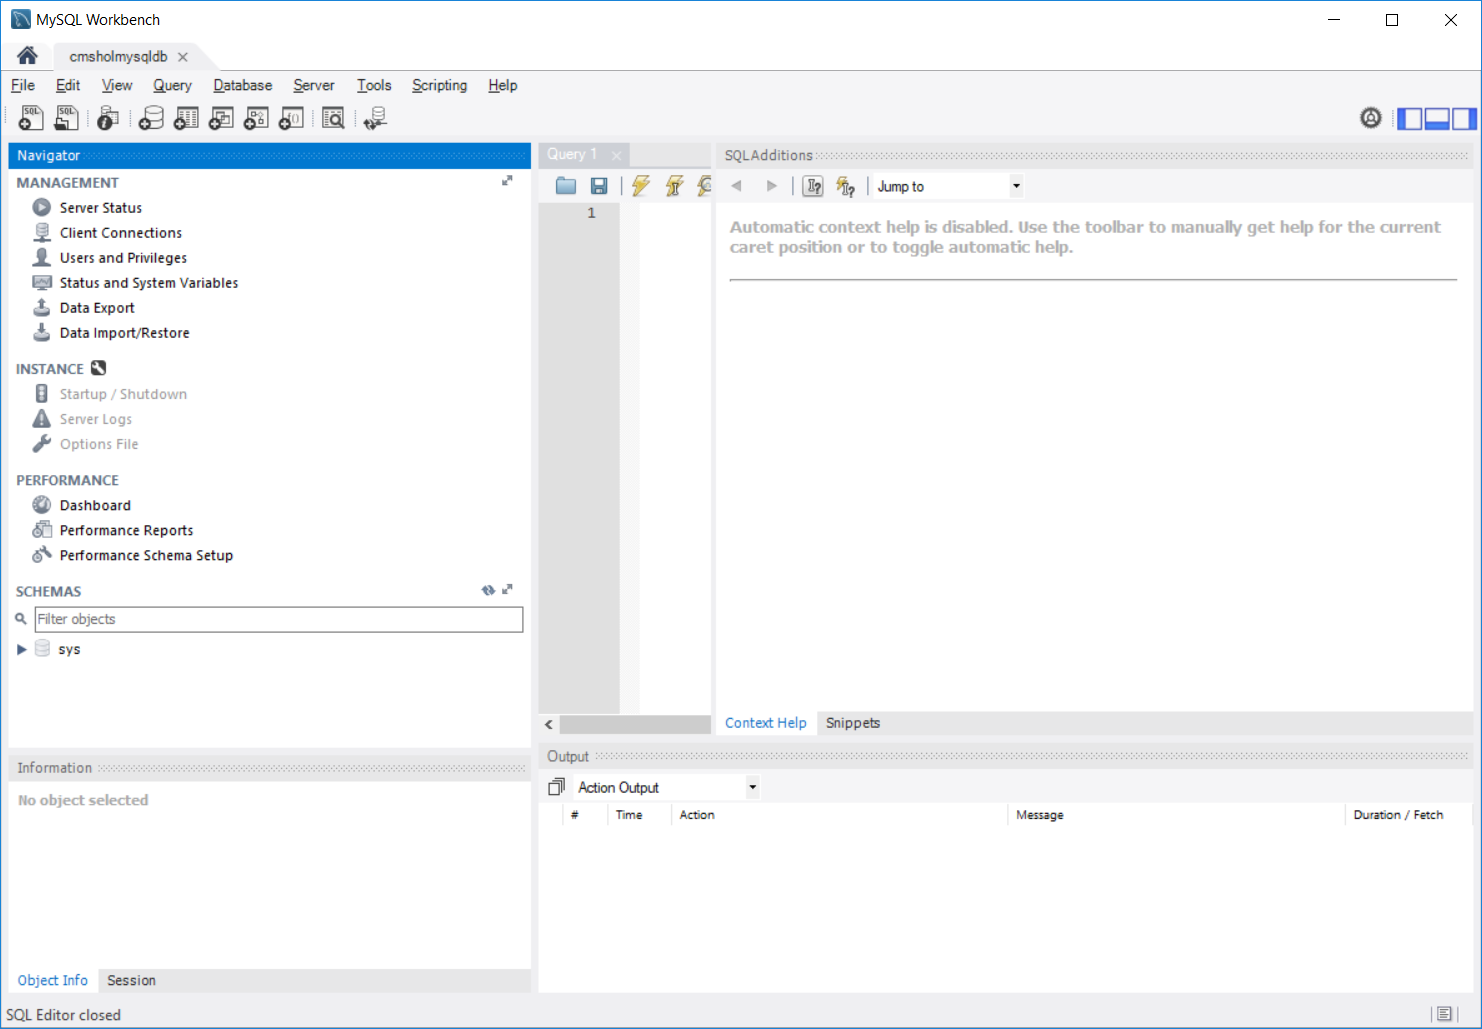 MySQL Workbench
cmsholmysqldb
File Edit View Query Database Server Tools Scripting Help
Navigator
MANAGEMENT
Server Status
Client Connections
Users and Privileges
Status and System Variables
Data Export
Data Import/Restore
INSTANCE
Startup / Shutdown
Server Logs
Options File
PERFORMANCE
Dashboard
Performance Reports
Performance Schema Setup
SCHEMAS
Filter objects
sys
Information
No object selected
Object Info Session
Query 1
1
SQLAdditions
Jump to
Automatic context help is disabled. Use the toolbar to manually get help for the current
caret position or to toggle automatic help.
Context Help Snippets
Output
Action Output
# Time Action Message Duration / Fetch
SQL Editor closed